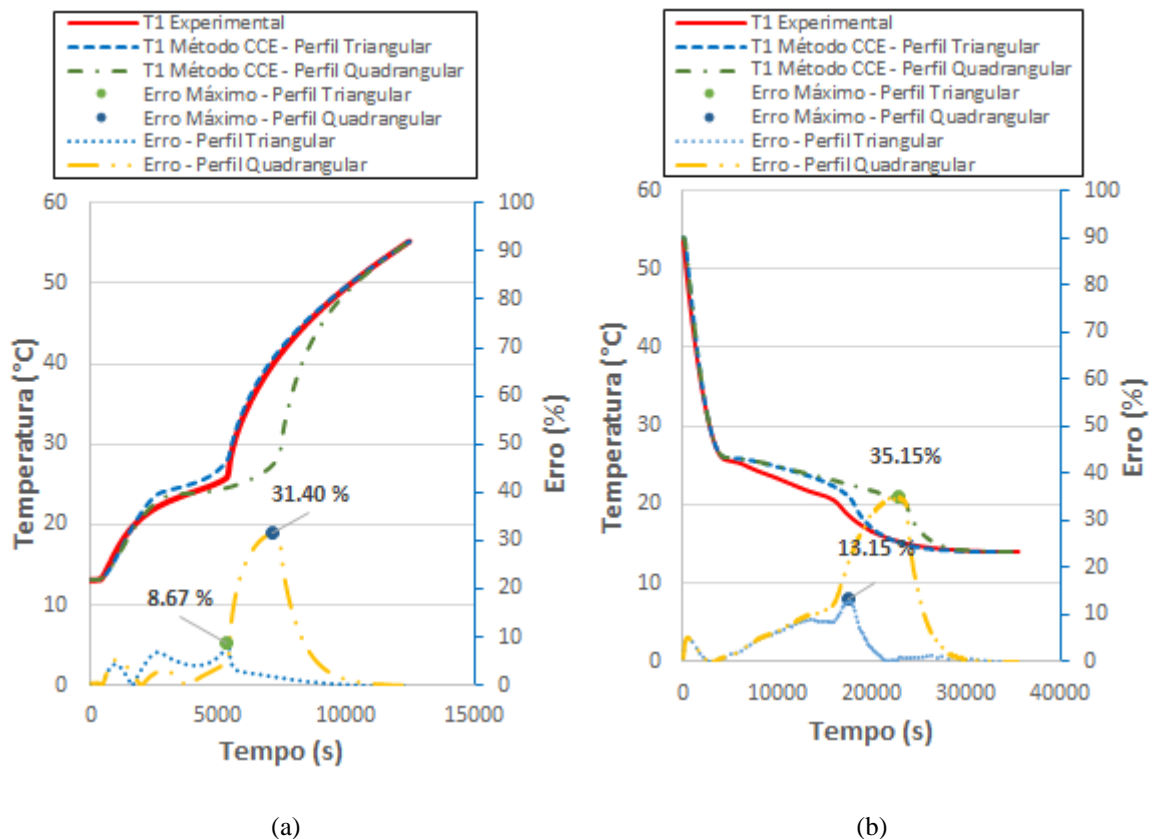 T1 Experimental
T1 Método CCE - Perfil Triangular
T1 Método CCE - Perfil Quadrangular
Erro Máximo - Perfil Triangular
Erro Máximo - Perfil Quadrangular
Erro - Perfil Triangular
Erro - Perfil Quadrangular
60
50
40
30
20
10
0
Temperatura (°C)
100
90
80
70
60
50
40
30
20
10
0
Erro (%)
31.40 %
8.67 %
0
5000
10000
15000
Tempo (s)
(a)
T1 Experimental
T1 Método CCE - Perfil Triangular
T1 Método CCE - Perfil Quadrangular
Erro Máximo - Perfil Triangular
Erro Máximo - Perfil Quadrangular
Erro - Perfil Triangular
Erro - Perfil Quadrangular
60
50
40
30
20
10
0
Temperatura (°C)
100
90
80
70
60
50
40
30
20
10
0
Erro (%)
35.15%
13.15 %
0
10000
20000
30000
40000
Tempo (s)
(b)